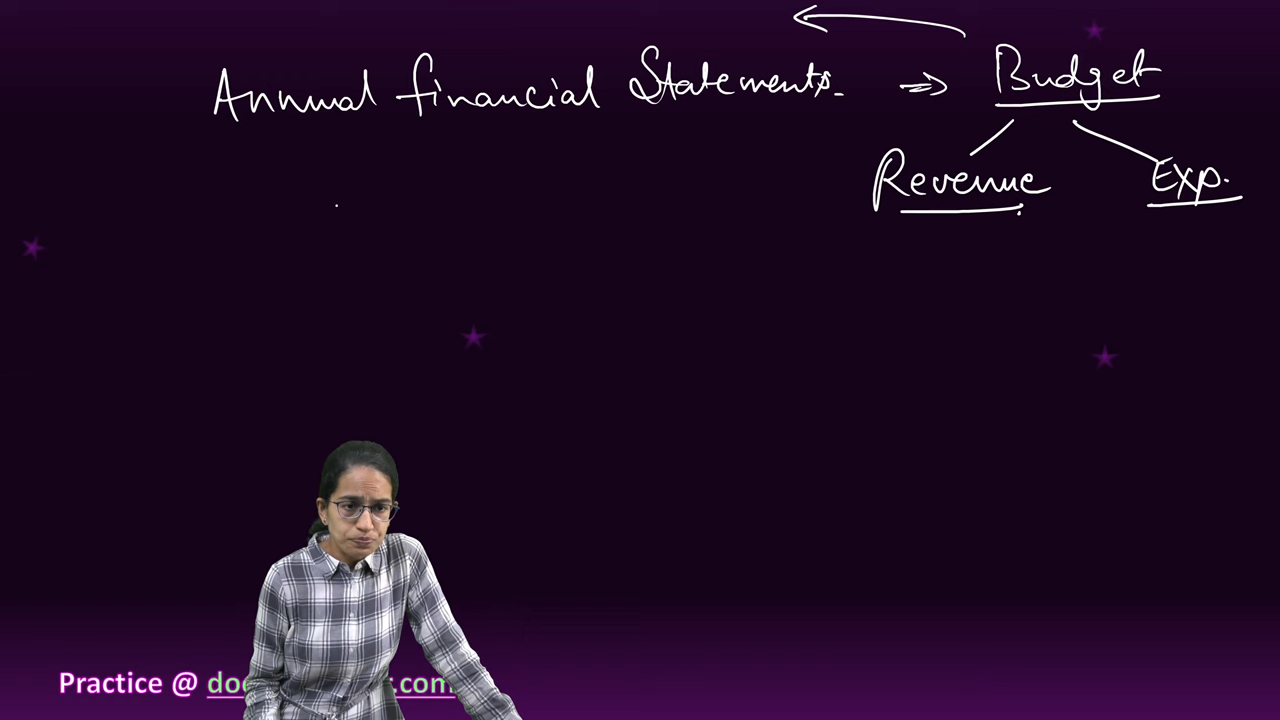 Annual financial Statements. ⇒ Budget
Revenue Exp.
Practice @